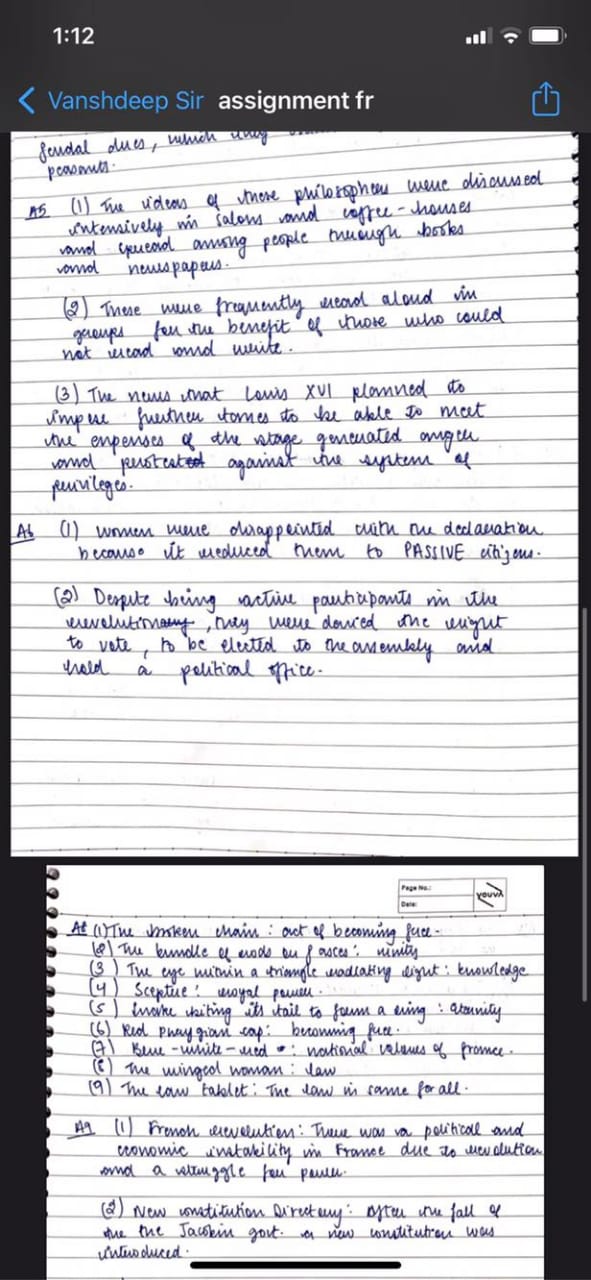 1:12
Vanshdeep Sir assignment fr
feudal dues, which they
peasants.
A5 (1) The ideas of these philosophers were discussed
intensively in salons and coffee-houses
and spread among people through books
and newspapers.
(2) These were frequently read aloud in
groups for the benefit of those who could
not read and write.
(3) The news that Louis XVI planned to
impose further taxes to be able to meet
the expenses of the stage generated anger
and protested against the system of
privileges.
A6 (1) women were disappointed with the declaration
because it reduced them to PASSIVE citizens.
(2) Despite being active participants in the
revolutionary, they were denied the right
to vote, to be elected to the assembly and
hold a political office.
Page No.:
Date:
youva
A8 (1) The broken chain: act of becoming free.
(2) The bundle of rods or fasces: unity
(3) The eye within a triangle radiating light: knowledge
(4) Sceptre: royal power.
(5) Snake biting its tail to form a ring: eternity
(6) Red Phrygian cap: becoming free.
(7) Blue-white-red: national colours of france.
(8) The winged woman: law
(9) The law tablet: The law is same for all.
A9 (1) French revolution: There was a political and
economic instability in France due to revolution
and a struggle for power.
(2) New constitution Directory: After the fall of
the the Jacobin govt. a new constitution was
introduced.